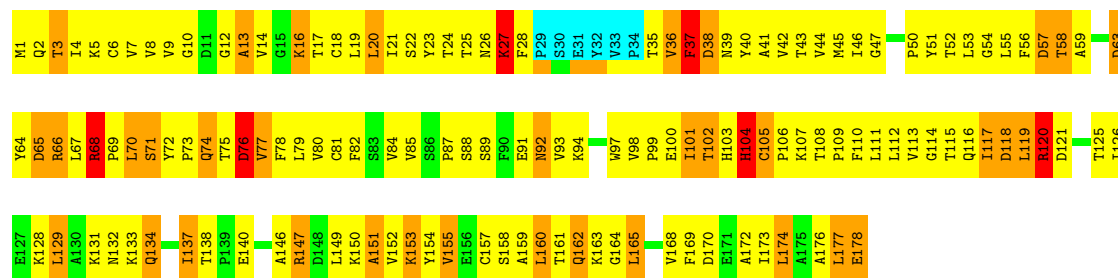 M1 Q2 T3 I4 K5 C6 V7 V8 V9 G10 D11 G12 A13 V14 G15 K16 T17 C18 L19 L20 I21 S22 Y23 T24 T25 N26 K27 F28 P29 S30 E31 Y32 V33 P34 T35 V36 F37 D38 N39 Y40 A41 V42 T43 V44 M45 I46 G47 P50 Y51 T52 L53 G54 L55 F56 D57 T58 A59 D63
Y64 D65 R66 L67 R68 P69 L70 S71 Y72 P73 Q74 T75 D76 V77 F78 L79 V80 C81 F82 S83 V84 V85 S86 P87 S88 S89 F90 E91 N92 V93 K94 W97 V98 P99 E100 I101 T102 H103 H104 C105 P106 K107 T108 P109 F110 L111 L112 V113 G114 T115 Q116 I117 D118 L119 R120 D121 T125 I126
E127 K128 L129 A130 K131 N132 K133 Q134 I137 T138 P139 E140 A146 R147 D148 L149 K150 A151 V152 K153 Y154 V155 E156 C157 S158 A159 L160 T161 Q162 K163 G164 L165 V168 F169 D170 E171 A172 I173 L174 A175 A176 L177 E178